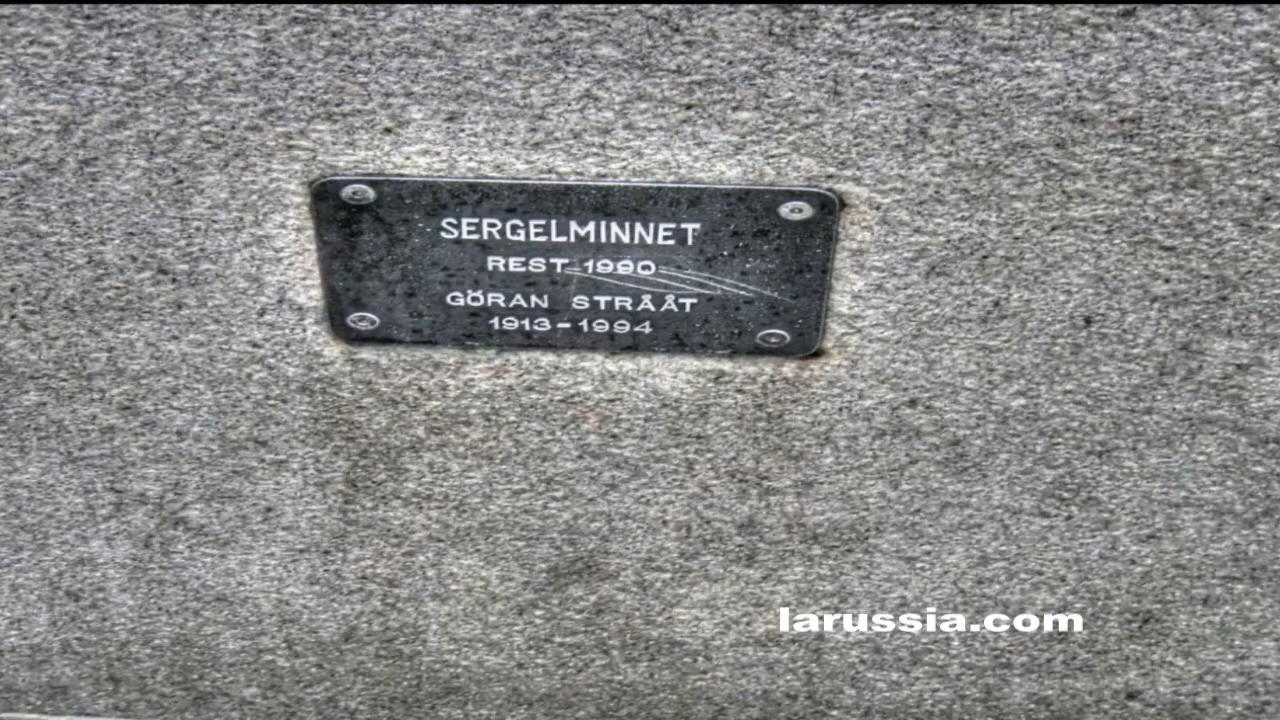 SERGELMINNET
REST 1990
GÖRAN STRÅÅT
1913-1994
larussia.com